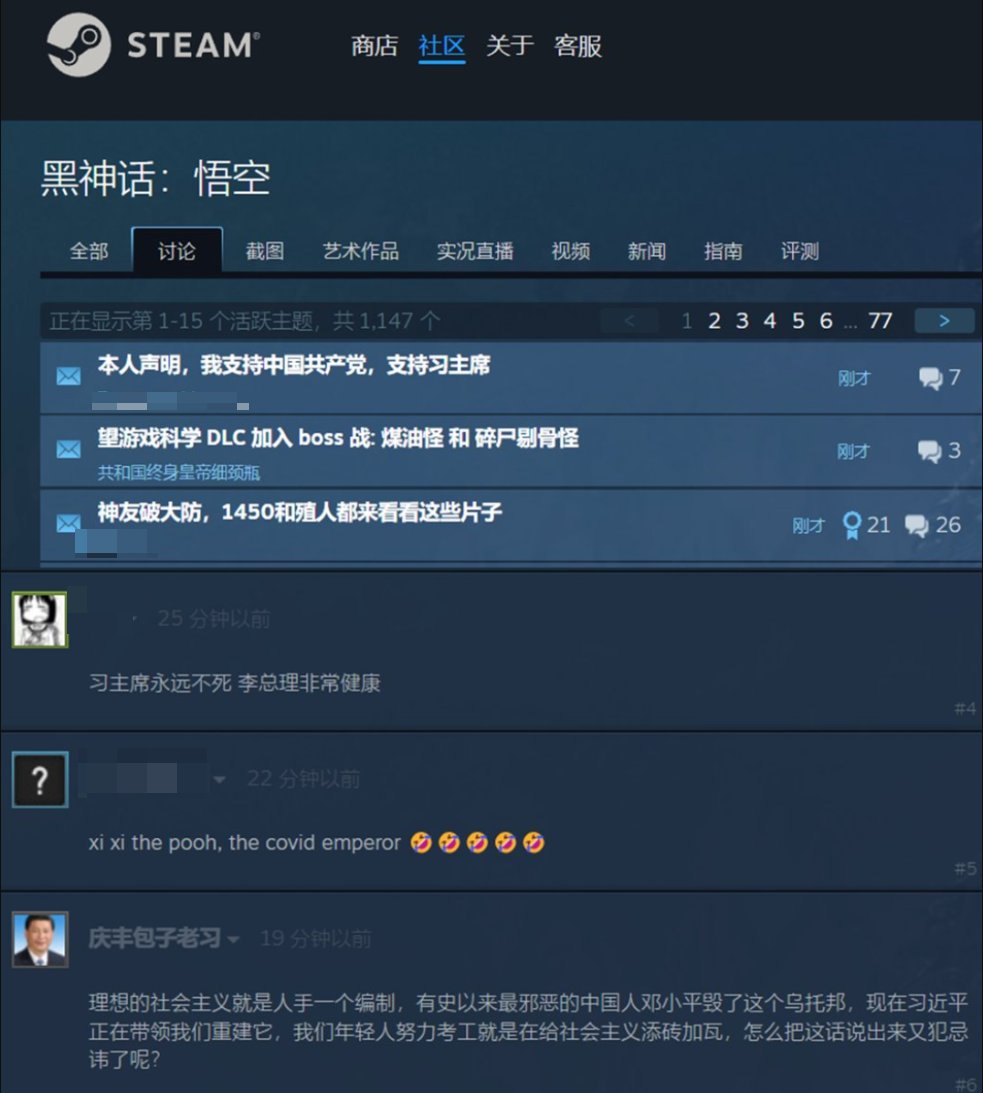 STEAM®
商店 社区 关于 客服
黑神话：悟空
全部 讨论 截图 艺术作品 实况直播 视频 新闻 指南 评测
正在显示第 1-15 个活跃主题，共 1,147 个 < 1 2 3 4 5 6 ... 77 >
本人声明，我支持中国共产党，支持习主席 刚才 7
望游戏科学 DLC 加入 boss 战: 煤油怪 和 碎尸剔骨怪
共和国终身皇帝细颈瓶 刚才 3
神友破大防，1450和殖人都来看看这些片子 刚才 21 26
25 分钟以前
习主席永远不死 李总理非常健康
#4
? 22 分钟以前
xi xi the pooh, the covid emperor 🤣🤣🤣🤣🤣
#5
庆丰包子老习 19 分钟以前
理想的社会主义就是人手一个编制，有史以来最邪恶的中国人邓小平毁了这个乌托邦，现在习近平
正在带领我们重建它，我们年轻人努力考工就是在给社会主义添砖加瓦，怎么把这话说出来又犯忌
讳了呢？
#6